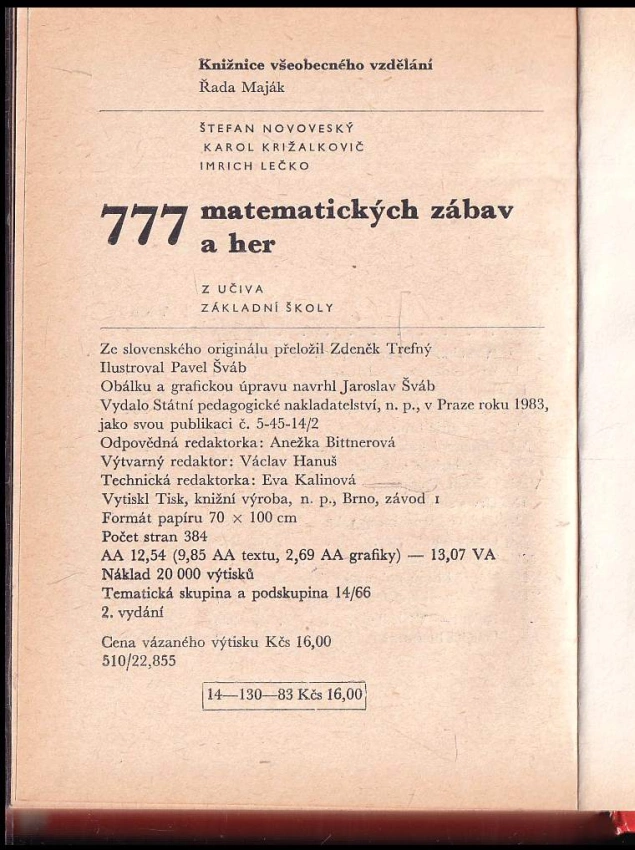 Knižnice všeobecného vzdělání
Řada Maják
ŠTEFAN NOVOVESKÝ
KAROL KRIŽALKOVIČ
IMRICH LEČKO
777 matematických zábav
a her
Z UČIVA
ZÁKLADNÍ ŠKOLY
Ze slovenského originálu přeložil Zdeněk Trefný
Ilustroval Pavel Šváb
Obálku a grafickou úpravu navrhl Jaroslav Šváb
Vydalo Státní pedagogické nakladatelství, n. p., v Praze roku 1983,
jako svou publikaci č. 5-45-14/2
Odpovědná redaktorka: Anežka Bittnerová
Výtvarný redaktor: Václav Hanuš
Technická redaktorka: Eva Kalinová
Vytiskl Tisk, knižní výroba, n. p., Brno, závod 1
Formát papíru 70 × 100 cm
Počet stran 384
AA 12,54 (9,85 AA textu, 2,69 AA grafiky) — 13,07 VA
Náklad 20 000 výtisků
Tematická skupina a podskupina 14/66
2. vydání
Cena vázaného výtisku Kčs 16,00
510/22,855
14—130—83 Kčs 16,00